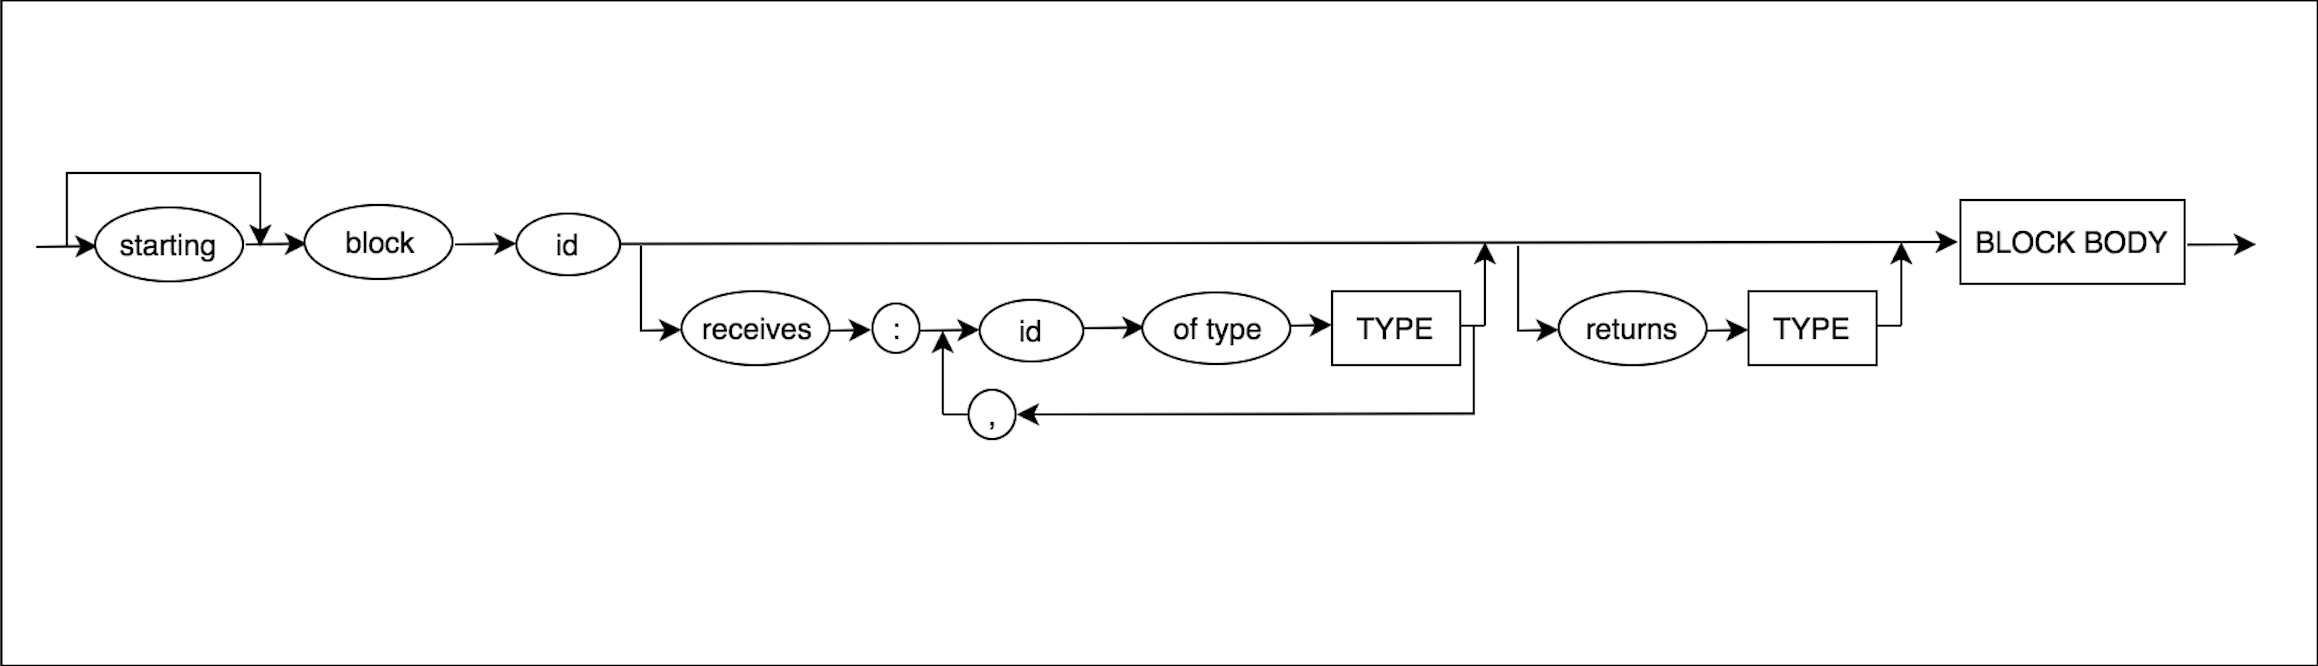 starting block id BLOCK BODY
receives : id of type TYPE returns TYPE
,